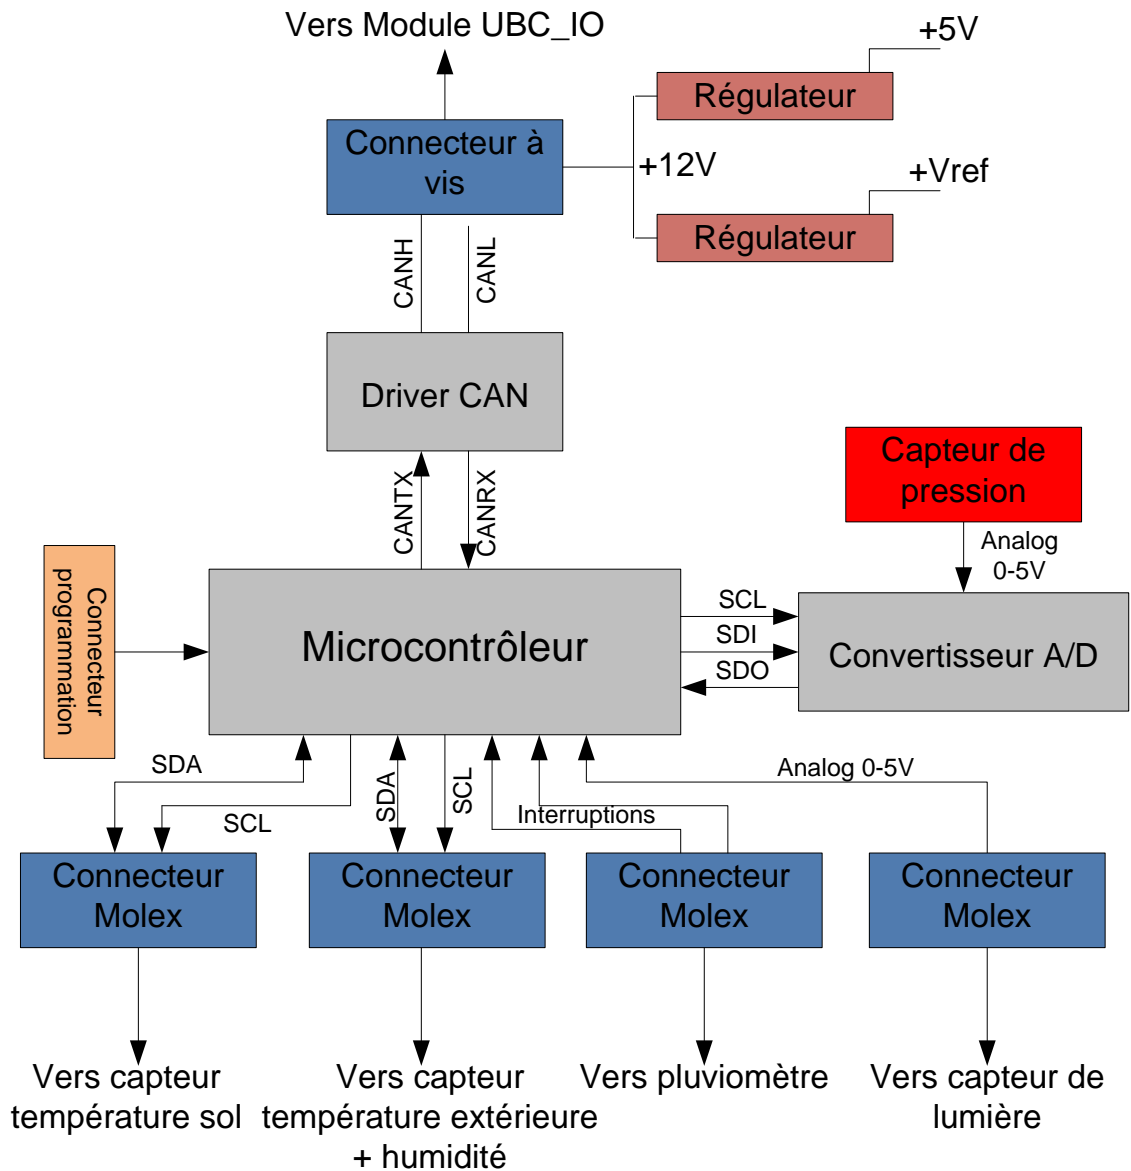 Vers Module UBC_IO
+5V
Régulateur
Connecteur à
vis
+12V
+Vref
Régulateur
CANH
CANL
Driver CAN
Capteur de
pression
CANTX
CANRX
Analog
0-5V
Connecteur
programmation
Microcontrôleur
SCL
SDI
SDO
Convertisseur A/D
SDA
SCL
SDA
SCL
Interruptions
Analog 0-5V
Connecteur
Molex
Connecteur
Molex
Connecteur
Molex
Connecteur
Molex
Vers capteur
température sol
Vers capteur
température extérieure
+ humidité
Vers pluviomètre
Vers capteur de
lumière